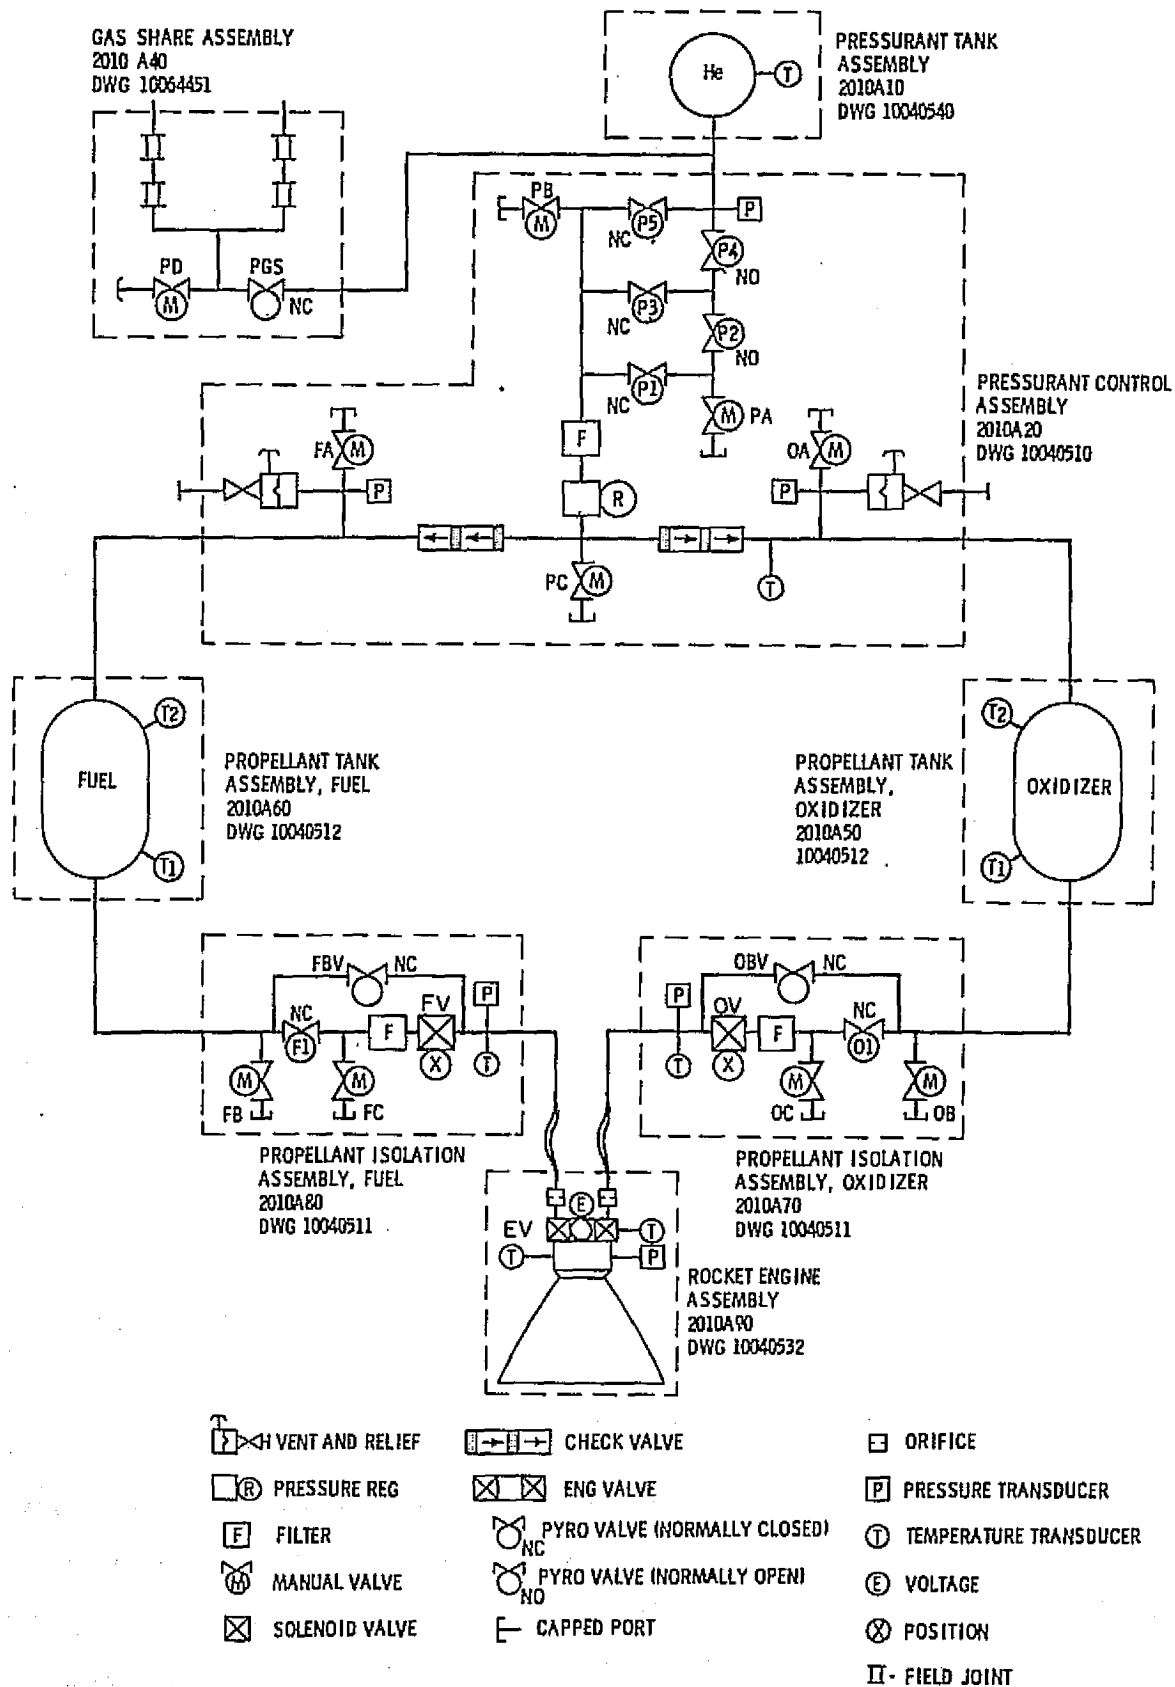 GAS SHARE ASSEMBLY
2010 A40
DWG 10064451
He
T
PRESSURANT TANK
ASSEMBLY
2010A10
DWG 10040540
PB
M
P5
NC
P
P4
NO
PD
M
PGS
NC
P3
NC
P2
NO
P1
NC
M
PA
PRESSURANT CONTROL
ASSEMBLY
2010A20
DWG 10040510
F
FA
M
P
R
OA
M
P
PC
M
T
T2
FUEL
T1
PROPELLANT TANK
ASSEMBLY, FUEL
2010A60
DWG 10040512
PROPELLANT TANK
ASSEMBLY,
OXIDIZER
2010A50
10040512
T2
OXIDIZER
T1
FBV
NC
NC
F1
F
FV
X
P
T
M
FB
M
FC
PROPELLANT ISOLATION
ASSEMBLY, FUEL
2010A80
DWG 10040511
OBV
NC
P
OV
F
NC
O1
T
X
M
OC
M
OB
PROPELLANT ISOLATION
ASSEMBLY, OXIDIZER
2010A70
DWG 10040511
E
EV
T
T
P
ROCKET ENGINE
ASSEMBLY
2010A90
DWG 10040532
VENT AND RELIEF
R PRESSURE REG
F FILTER
M MANUAL VALVE
SOLENOID VALVE
CHECK VALVE
ENG VALVE
NC PYRO VALVE (NORMALLY CLOSED)
NO PYRO VALVE (NORMALLY OPEN)
CAPPED PORT
ORIFICE
P PRESSURE TRANSDUCER
T TEMPERATURE TRANSDUCER
E VOLTAGE
X POSITION
FIELD JOINT